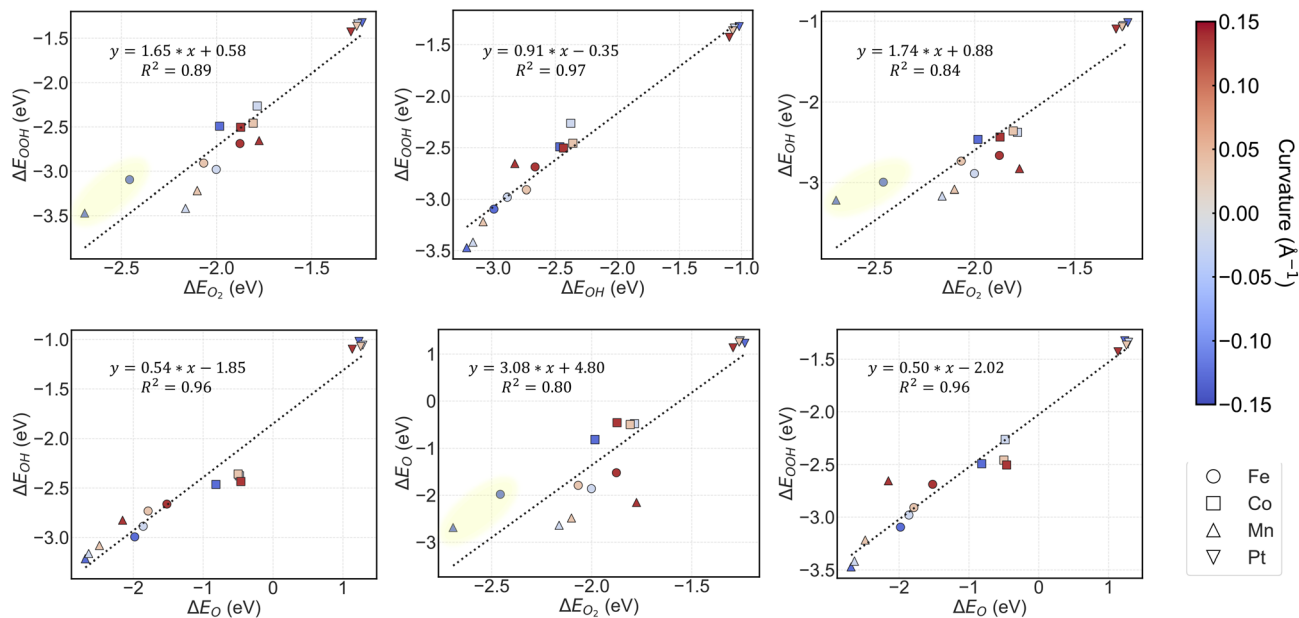 y = 1.65 * x + 0.58
R² = 0.89
−1.5
−2.0
−2.5
−3.0
−3.5
ΔE_OOH (eV)
−2.5
−2.0
−1.5
ΔE_O₂ (eV)
y = 0.91 * x − 0.35
R² = 0.97
−1.5
−2.0
−2.5
−3.0
−3.5
ΔE_OOH (eV)
−3.0
−2.5
−2.0
−1.5
−1.0
ΔE_OH (eV)
y = 1.74 * x + 0.88
R² = 0.84
−1
−2
−3
ΔE_OH (eV)
−2.5
−2.0
−1.5
ΔE_O₂ (eV)
0.15
0.10
0.05
0.00
−0.05
−0.10
−0.15
Curvature (Å⁻¹)
y = 0.54 * x − 1.85
R² = 0.96
−1.0
−1.5
−2.0
−2.5
−3.0
ΔE_OH (eV)
−2
−1
0
1
ΔE_O (eV)
y = 3.08 * x + 4.80
R² = 0.80
1
0
−1
−2
−3
ΔE_O (eV)
−2.5
−2.0
−1.5
ΔE_O₂ (eV)
y = 0.50 * x − 2.02
R² = 0.96
−1.5
−2.0
−2.5
−3.0
−3.5
ΔE_OOH (eV)
−2
−1
0
1
ΔE_O (eV)
Fe
Co
Mn
Pt